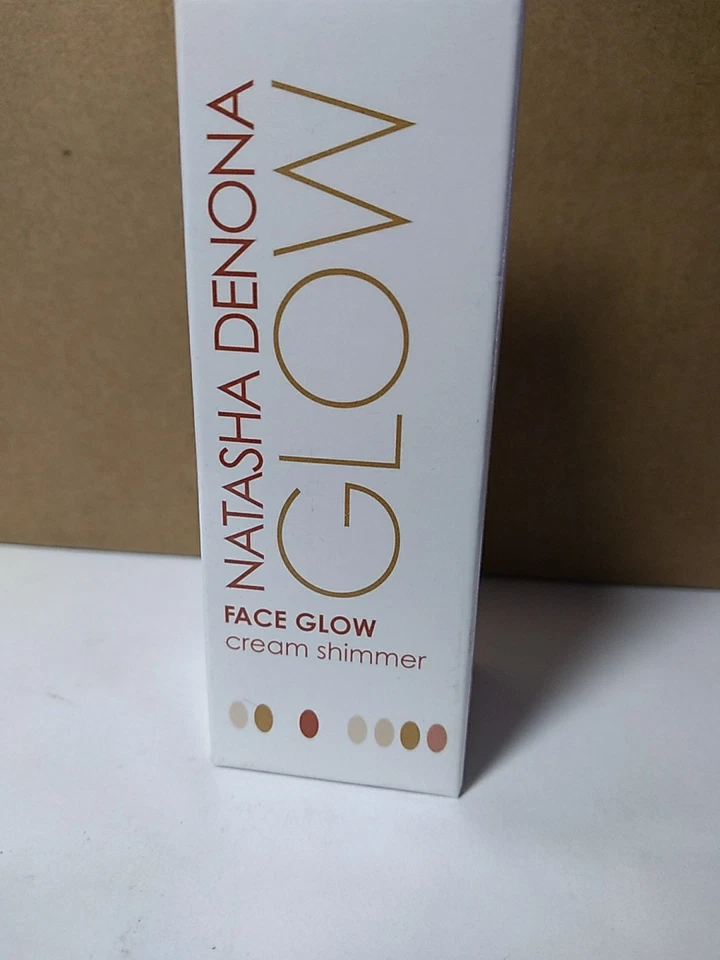 NATASHA DENONA
GLOW
FACE GLOW
cream shimmer